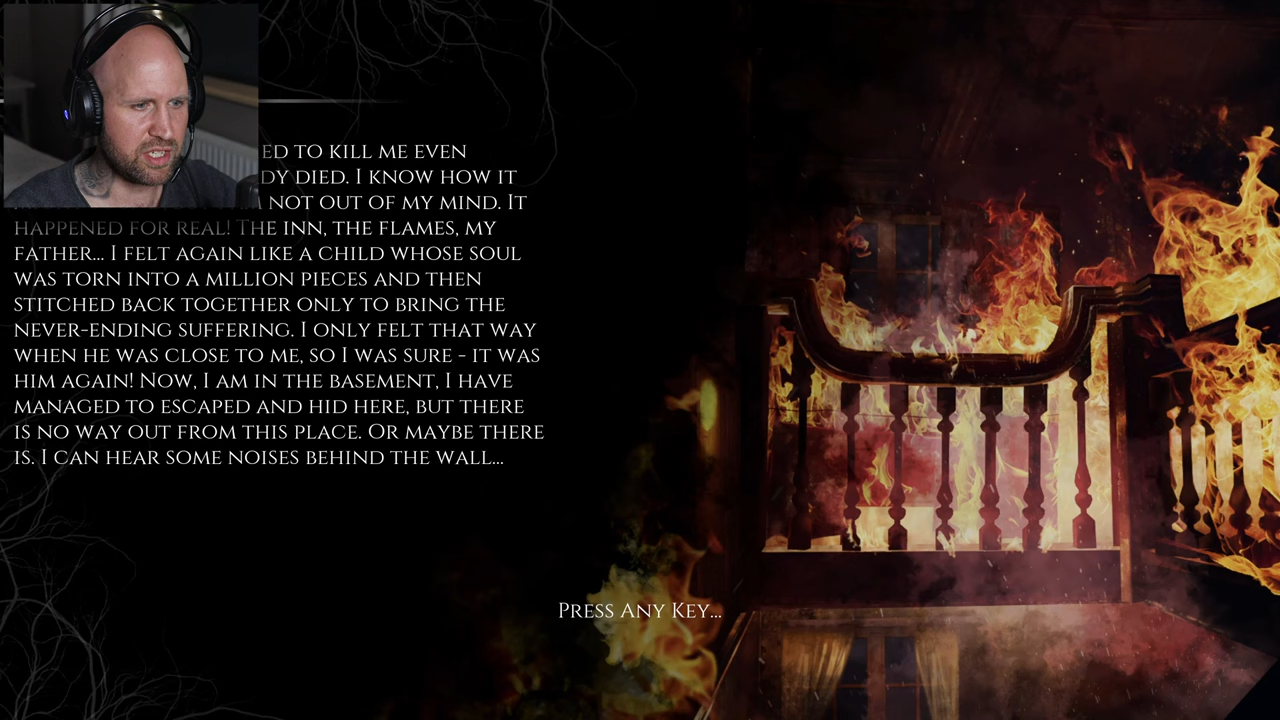 ED TO KILL ME EVEN
DY DIED. I KNOW HOW IT
NOT OUT OF MY MIND. IT
HAPPENED FOR REAL! THE INN, THE FLAMES, MY
FATHER... I FELT AGAIN LIKE A CHILD WHOSE SOUL
WAS TORN INTO A MILLION PIECES AND THEN
STITCHED BACK TOGETHER ONLY TO BRING THE
NEVER-ENDING SUFFERING. I ONLY FELT THAT WAY
WHEN HE WAS CLOSE TO ME, SO I WAS SURE - IT WAS
HIM AGAIN! NOW, I AM IN THE BASEMENT, I HAVE
MANAGED TO ESCAPED AND HID HERE, BUT THERE
IS NO WAY OUT FROM THIS PLACE. OR MAYBE THERE
IS. I CAN HEAR SOME NOISES BEHIND THE WALL...
PRESS ANY KEY...